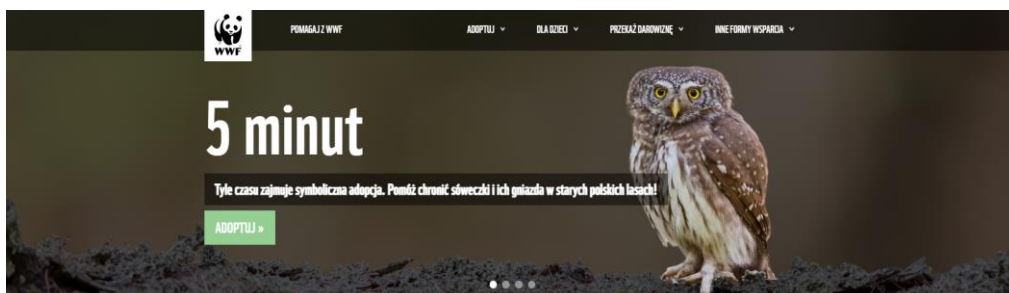 WWF
POMAGAJ Z WWF
ADOPTUJ
DLA DZIECI
PRZEKAŻ DAROWIZNĘ
INNE FORMY WSPARCIA
5 minut
Tyle czasu zajmuje symboliczna adopcja. Pomóż chronić sóweczki i ich gniazda w starych polskich lasach!
ADOPTUJ »